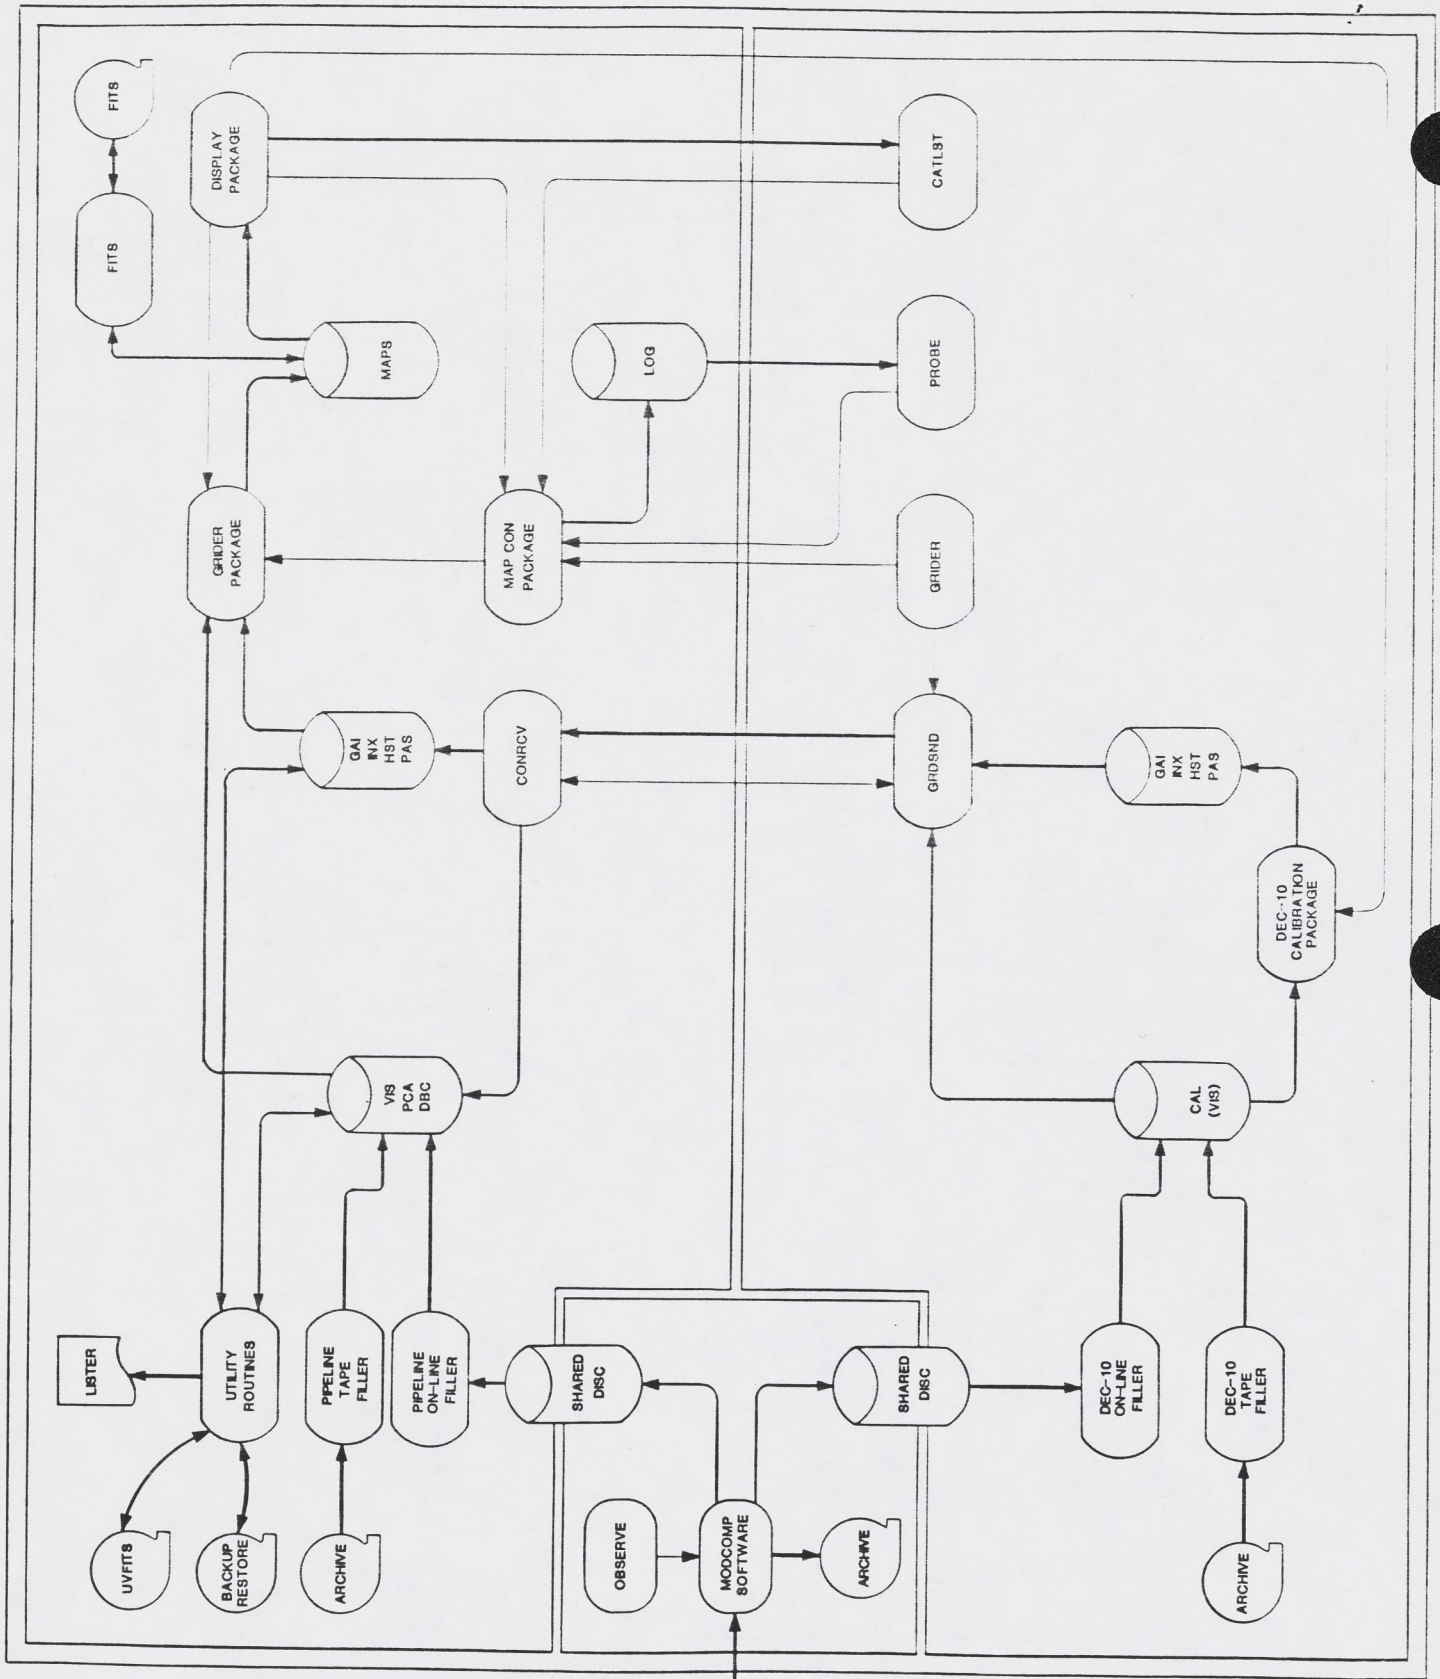 UVFITS
BACKUP
RESTORE
LISTER
UTILITY
ROUTINES
ARCHIVE
PIPELINE
TAPE
FILLER
PIPELINE
ON-LINE
FILLER
VIS
PCA
DBC
GAI
INX
HST
PAS
CONRCV
GRIDER
PACKAGE
MAP CON
PACKAGE
MAPS
LOG
FITS
FITS
DISPLAY
PACKAGE
OBSERVE
MODCOMP
SOFTWARE
ARCHIVE
SHARED
DISC
SHARED
DISC
ARCHIVE
DEC-10
ON-LINE
FILLER
DEC-10
TAPE
FILLER
CAL
(VIS)
DEC-10
CALIBRATION
PACKAGE
GAI
INX
HST
PAS
GRDSND
GRIDER
PROBE
CATLST